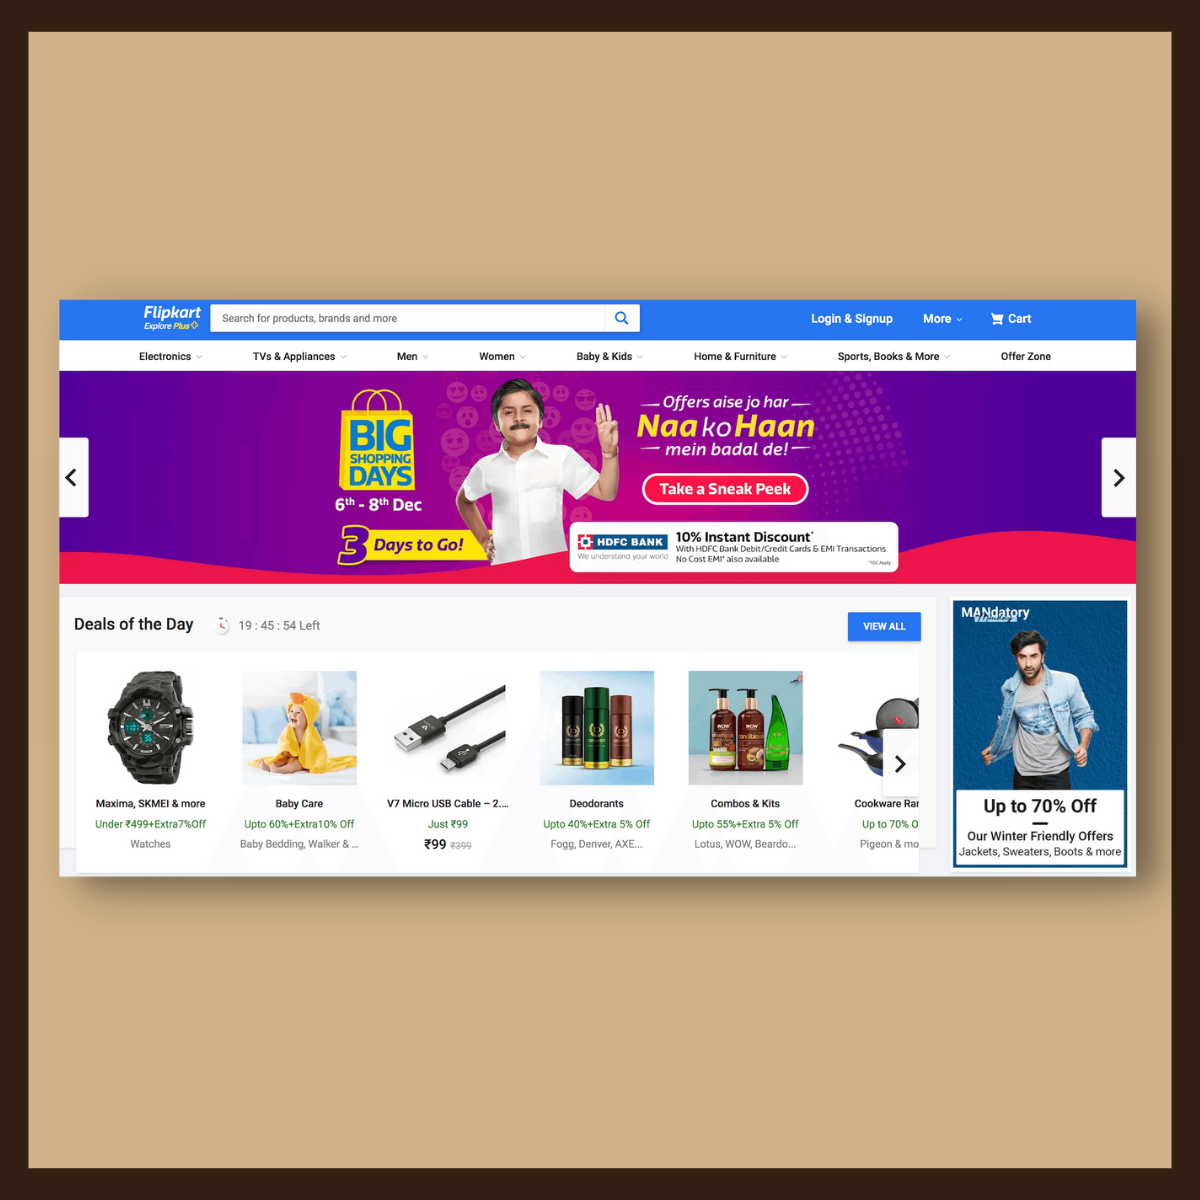 Flipkart
Explore Plus
Search for products, brands and more
Login & Signup
More
Cart
Electronics
TVs & Appliances
Men
Women
Baby & Kids
Home & Furniture
Sports, Books & More
Offer Zone
BIG
SHOPPING
DAYS
6th - 8th Dec
3 Days to Go!
Offers aise jo har
Naa ko Haan
mein badal de!
Take a Sneak Peek
HDFC BANK
We understand your world
10% Instant Discount*
With HDFC Bank Debit/Credit Cards & EMI Transactions
No Cost EMI* also available
*T&C Apply
Deals of the Day
19 : 45 : 54 Left
VIEW ALL
Maxima, SKMEI & more
Under ₹499+Extra7%Off
Watches
Baby Care
Upto 60%+Extra10% Off
Baby Bedding, Walker & ...
V7 Micro USB Cable – 2....
Just ₹99
₹99 ₹399
DENVER
Deodorants
Upto 40%+Extra 5% Off
Fogg, Denver, AXE...
WOW
WOW
Combos & Kits
Upto 55%+Extra 5% Off
Lotus, WOW, Beardo...
Cookware Ran
Up to 70% O
Pigeon & mo
MANdatory
Up to 70% Off
Our Winter Friendly Offers
Jackets, Sweaters, Boots & more